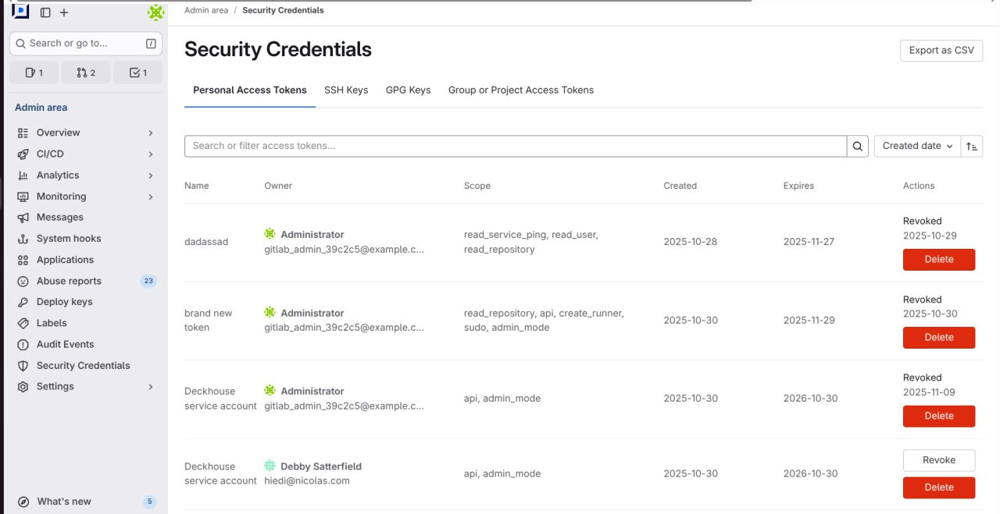 Admin area / Security Credentials
Search or go to... /
1 2 1
Admin area
Overview
CI/CD
Analytics
Monitoring
Messages
System hooks
Applications
Abuse reports 23
Deploy keys
Labels
Audit Events
Security Credentials
Settings
What's new 5
Security Credentials
Export as CSV
Personal Access Tokens SSH Keys GPG Keys Group or Project Access Tokens
Search or filter access tokens... Created date
Name Owner Scope Created Expires Actions
dadassad
Administrator
gitlab_admin_39c2c5@example.c...
read_service_ping, read_user,
read_repository
2025-10-28
2025-11-27
Revoked
2025-10-29
Delete
brand new
token
Administrator
gitlab_admin_39c2c5@example.c...
read_repository, api, create_runner,
sudo, admin_mode
2025-10-30
2025-11-29
Revoked
2025-10-30
Delete
Deckhouse
service account
Administrator
gitlab_admin_39c2c5@example.c...
api, admin_mode
2025-10-30
2026-10-30
Revoked
2025-11-09
Delete
Deckhouse
service account
Debby Satterfield
hiedi@nicolas.com
api, admin_mode
2025-10-30
2026-10-30
Revoke
Delete